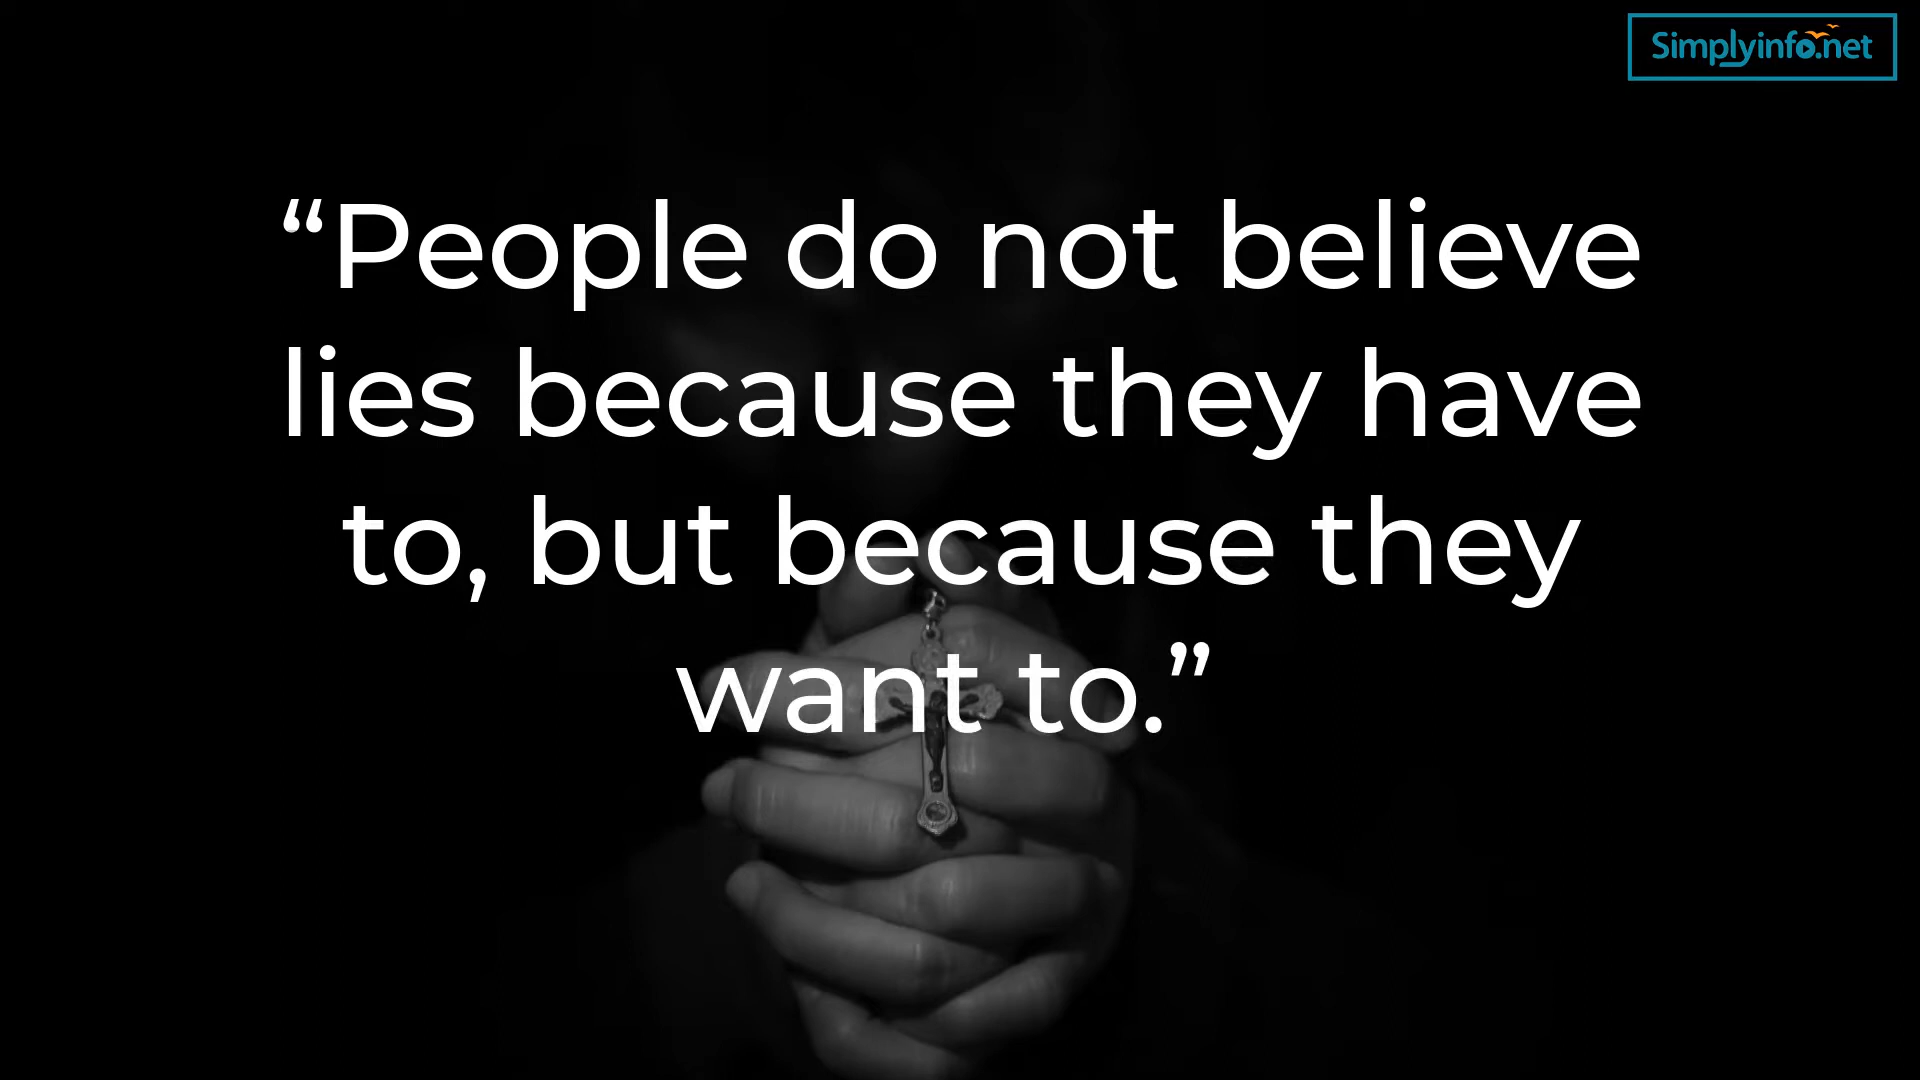 Simplyinfo.net
“People do not believe
lies because they have
to, but because they
want to.”